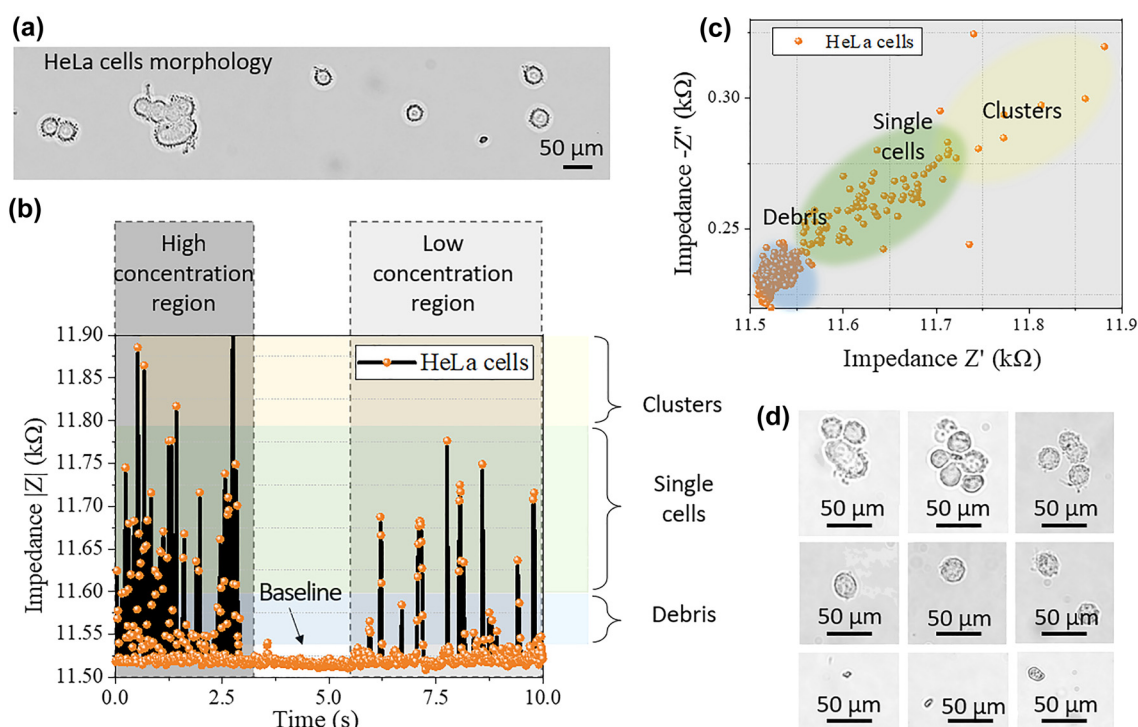 (a)
HeLa cells morphology
50 µm
(b)
High
concentration
region
Low
concentration
region
Impedance |Z| (kΩ)
11.90
11.85
11.80
11.75
11.70
11.65
11.60
11.55
11.50
HeLa cells
Baseline
0.0
2.5
5.0
7.5
10.0
Time (s)
Clusters
Single
cells
Debris
(c)
HeLa cells
Impedance -Z" (kΩ)
0.30
0.25
Clusters
Single
cells
Debris
11.5
11.6
11.7
11.8
11.9
Impedance Z' (kΩ)
(d)
50 µm
50 µm
50 µm
50 µm
50 µm
50 µm
50 µm
50 µm
50 µm